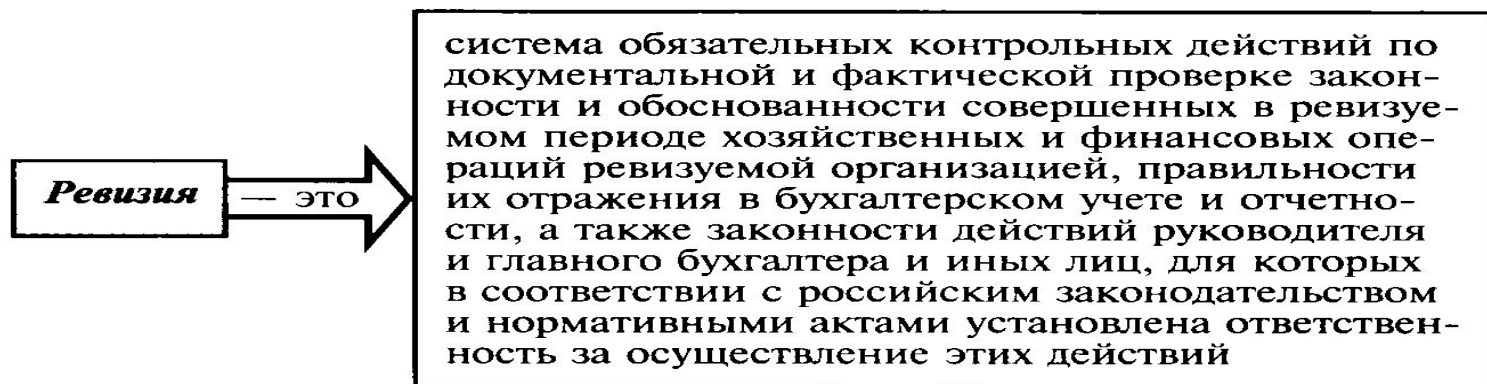 Ревизия
— это
система обязательных контрольных действий по
документальной и фактической проверке закон-
ности и обоснованности совершенных в ревизуе-
мом периоде хозяйственных и финансовых опе-
раций ревизуемой организацией, правильности
их отражения в бухгалтерском учете и отчетно-
сти, а также законности действий руководителя
и главного бухгалтера и иных лиц, для которых
в соответствии с российским законодательством
и нормативными актами установлена ответствен-
ность за осуществление этих действий